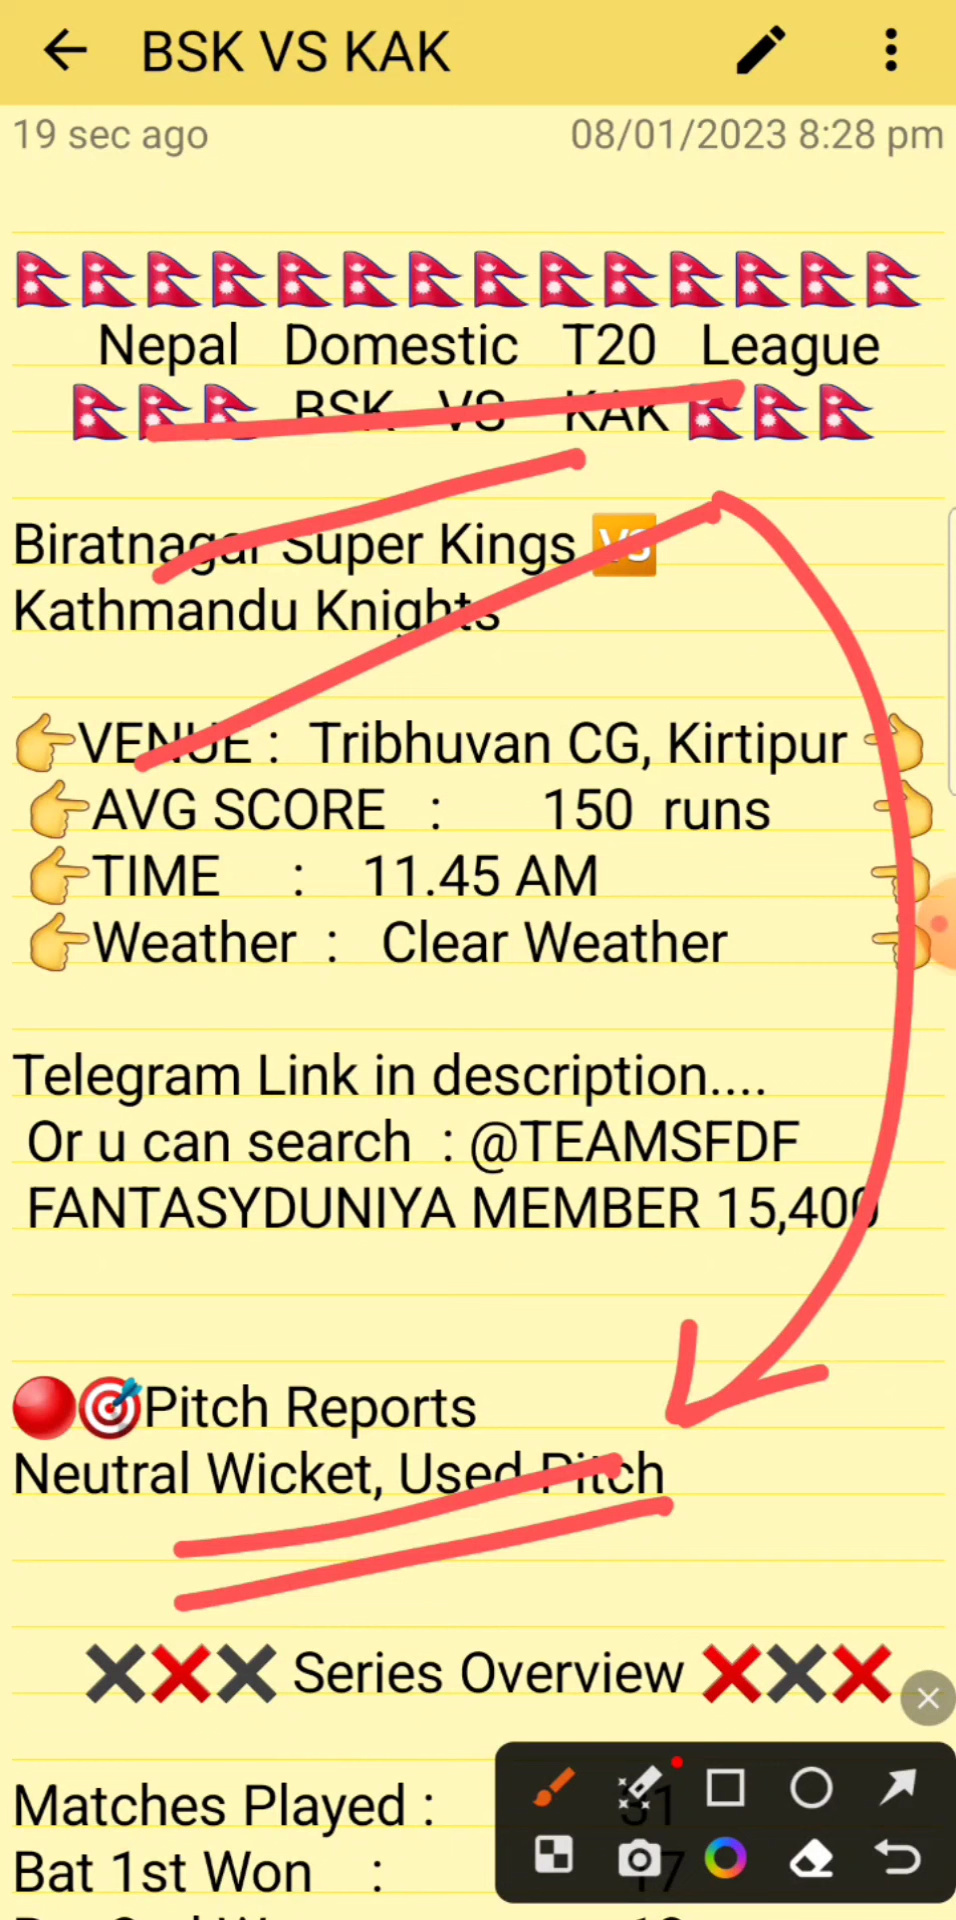 BSK VS KAK
19 sec ago 08/01/2023 8:28 pm
Nepal Domestic T20 League
BSK VS KAK
Biratnagar Super Kings VS
Kathmandu Knights
VENUE : Tribhuvan CG, Kirtipur
AVG SCORE : 150 runs
TIME : 11.45 AM
Weather : Clear Weather
Telegram Link in description....
Or u can search : @TEAMSFDF
FANTASYDUNIYA MEMBER 15,400
Pitch Reports
Neutral Wicket, Used Pitch
Series Overview
Matches Played : 31
Bat 1st Won : 17